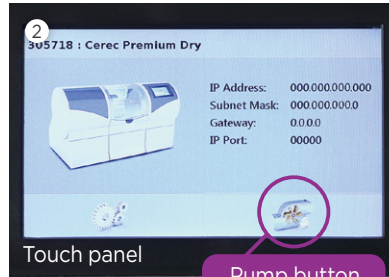 2
305718 : Cerec Premium Dry
IP Address: 000.000.000.000
Subnet Mask: 000.000.000.0
Gateway: 0.0.0.0
IP Port: 00000
Touch panel
Pump button